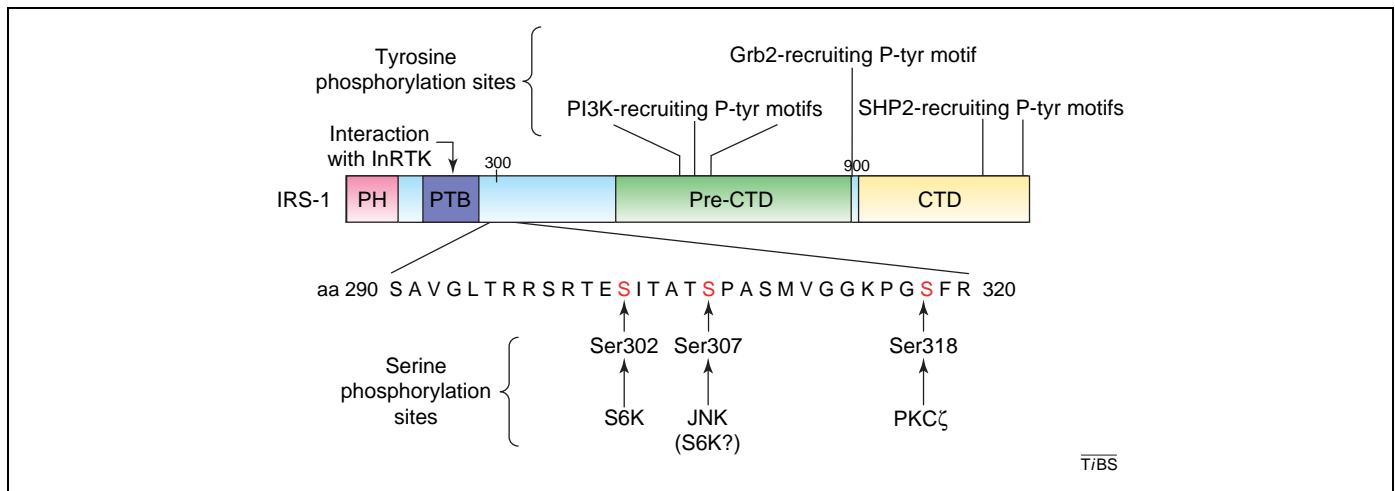 Tyrosine
phosphorylation sites
Grb2-recruiting P-tyr motif
PI3K-recruiting P-tyr motifs
SHP2-recruiting P-tyr motifs
Interaction
with InRTK
300
900
IRS-1
PH
PTB
Pre-CTD
CTD
aa 290 S A V G L T R R S R T E S I T A T S P A S M V G G K P G S F R 320
Ser302 Ser307 Ser318
Serine
phosphorylation
sites
S6K JNK PKCζ
(S6K?)
TiBS